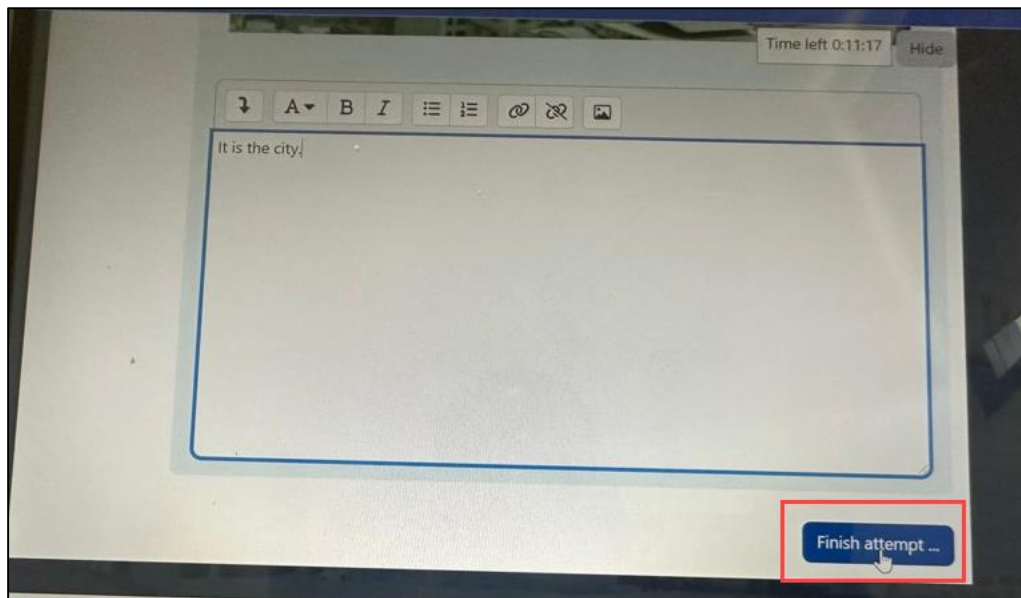 Time left 0:11:17
Hide
A B I
It is the city.
Finish attempt ...